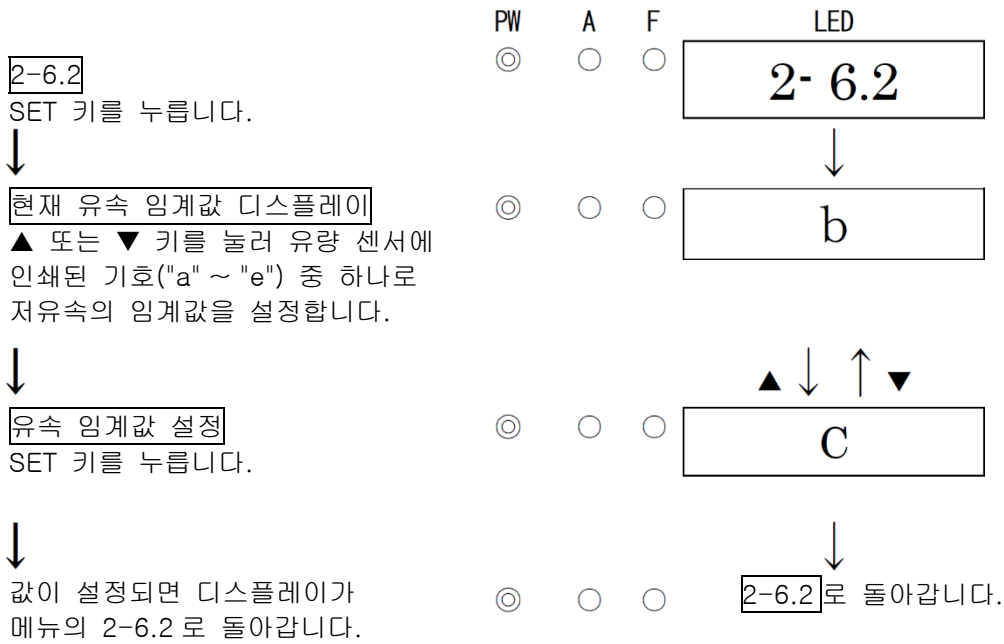 PW A F LED
2-6.2 ◎ ○ ○ 2- 6.2
SET 키를 누릅니다.
↓ ↓
현재 유속 임계값 디스플레이 ◎ ○ ○ b
▲ 또는 ▼ 키를 눌러 유량 센서에
인쇄된 기호("a" ~ "e") 중 하나로
저유속의 임계값을 설정합니다.
↓ ▲ ↓ ↑ ▼
유속 임계값 설정 ◎ ○ ○ C
SET 키를 누릅니다.
↓ ↓
값이 설정되면 디스플레이가 ◎ ○ ○ 2-6.2로 돌아갑니다.
메뉴의 2-6.2로 돌아갑니다.